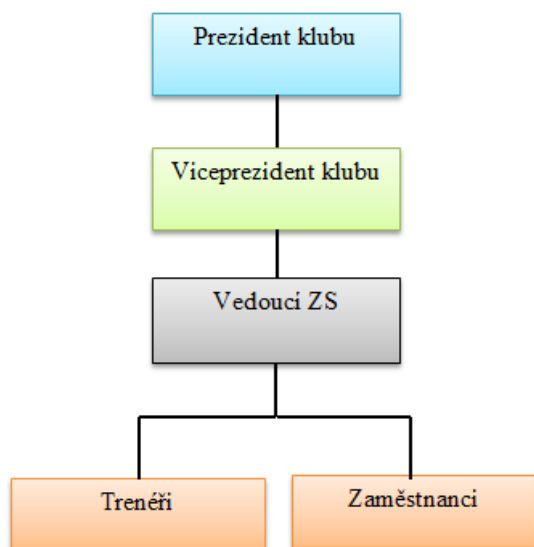 Prezident klubu
Viceprezident klubu
Vedoucí ZS
Trenéři
Zaměstnanci